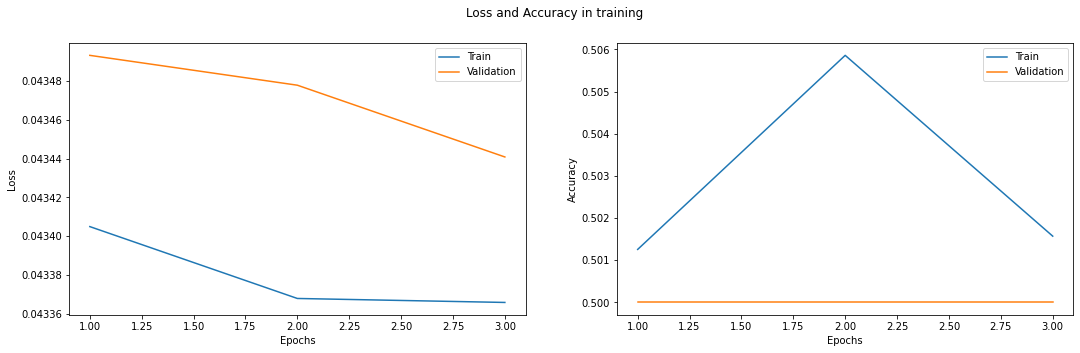 Loss and Accuracy in training
Train
Validation
0.04348
0.04346
0.04344
0.04342
0.04340
0.04338
0.04336
Loss
1.00 1.25 1.50 1.75 2.00 2.25 2.50 2.75 3.00
Epochs
Train
Validation
0.506
0.505
0.504
0.503
0.502
0.501
0.500
Accuracy
1.00 1.25 1.50 1.75 2.00 2.25 2.50 2.75 3.00
Epochs